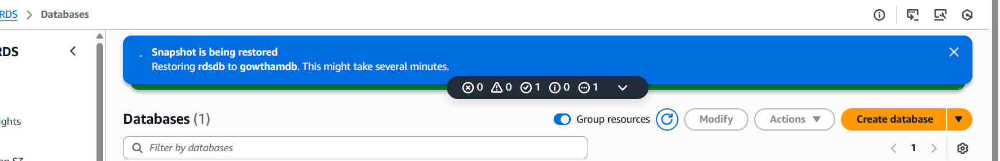 RDS > Databases
RDS
Snapshot is being restored
Restoring rdsdb to gowthamdb. This might take several minutes.
0 0 1 0 1
Databases (1)
Group resources
Modify
Actions
Create database
ights
Filter by databases
1